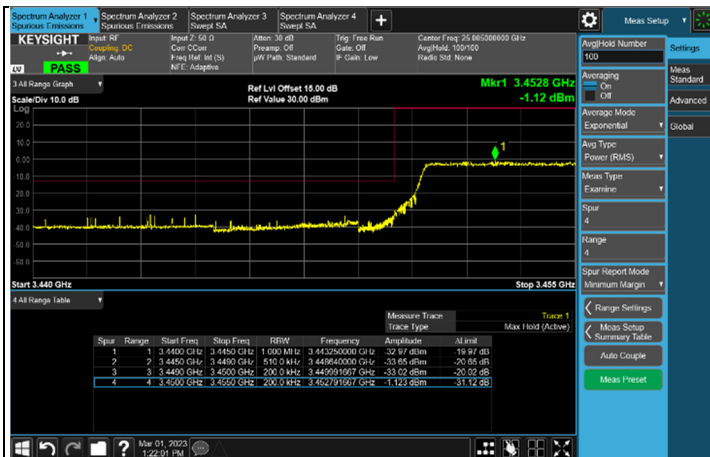 Spectrum Analyzer 1
Spurious Emissions
Spectrum Analyzer 2
Spurious Emissions
Spectrum Analyzer 3
Swept SA
Spectrum Analyzer 4
Swept SA
Meas Setup
KEYSIGHT
LXI
PASS
Input: RF
Coupling: DC
Align: Auto
Input Z: 50 Ω
Corr CCorr
Freq Ref: Int (S)
NFE: Adaptive
Atten: 30 dB
Preamp: Off
µW Path: Standard
Trig: Free Run
Gate: Off
IF Gain: Low
Center Freq: 25.005000000 GHz
Avg|Hold: 100/100
Radio Std: None
3 All Range Graph
Scale/Div 10.0 dB
Ref Lvl Offset 15.00 dB
Ref Value 30.00 dBm
Mkr1 3.4528 GHz
-1.12 dBm
Log
20.0
10.0
0.00
-10.0
-20.0
-30.0
-40.0
-50.0
-60.0
1
Start 3.440 GHz
Stop 3.455 GHz
4 All Range Table
Measure Trace Trace 1
Trace Type Max Hold (Active)
Spur Range Start Freq Stop Freq RBW Frequency Amplitude ΔLimit
1 1 3.4400 GHz 3.4450 GHz 1.000 MHz 3.443250000 GHz -32.97 dBm -19.97 dB
2 2 3.4450 GHz 3.4490 GHz 510.0 kHz 3.448640000 GHz -33.65 dBm -20.65 dB
3 3 3.4490 GHz 3.4500 GHz 200.0 kHz 3.449991667 GHz -33.02 dBm -20.02 dB
4 4 3.4500 GHz 3.4550 GHz 200.0 kHz 3.452791667 GHz -1.123 dBm -31.12 dB
Avg|Hold Number
100
Averaging
On
Off
Average Mode
Exponential
Avg Type
Power (RMS)
Meas Type
Examine
Spur
4
Range
4
Spur Report Mode
Minimum Margin
Range Settings
Meas Setup
Summary Table
Auto Couple
Meas Preset
Settings
Meas
Standard
Advanced
Global
Mar 01, 2023
1:22:01 PM